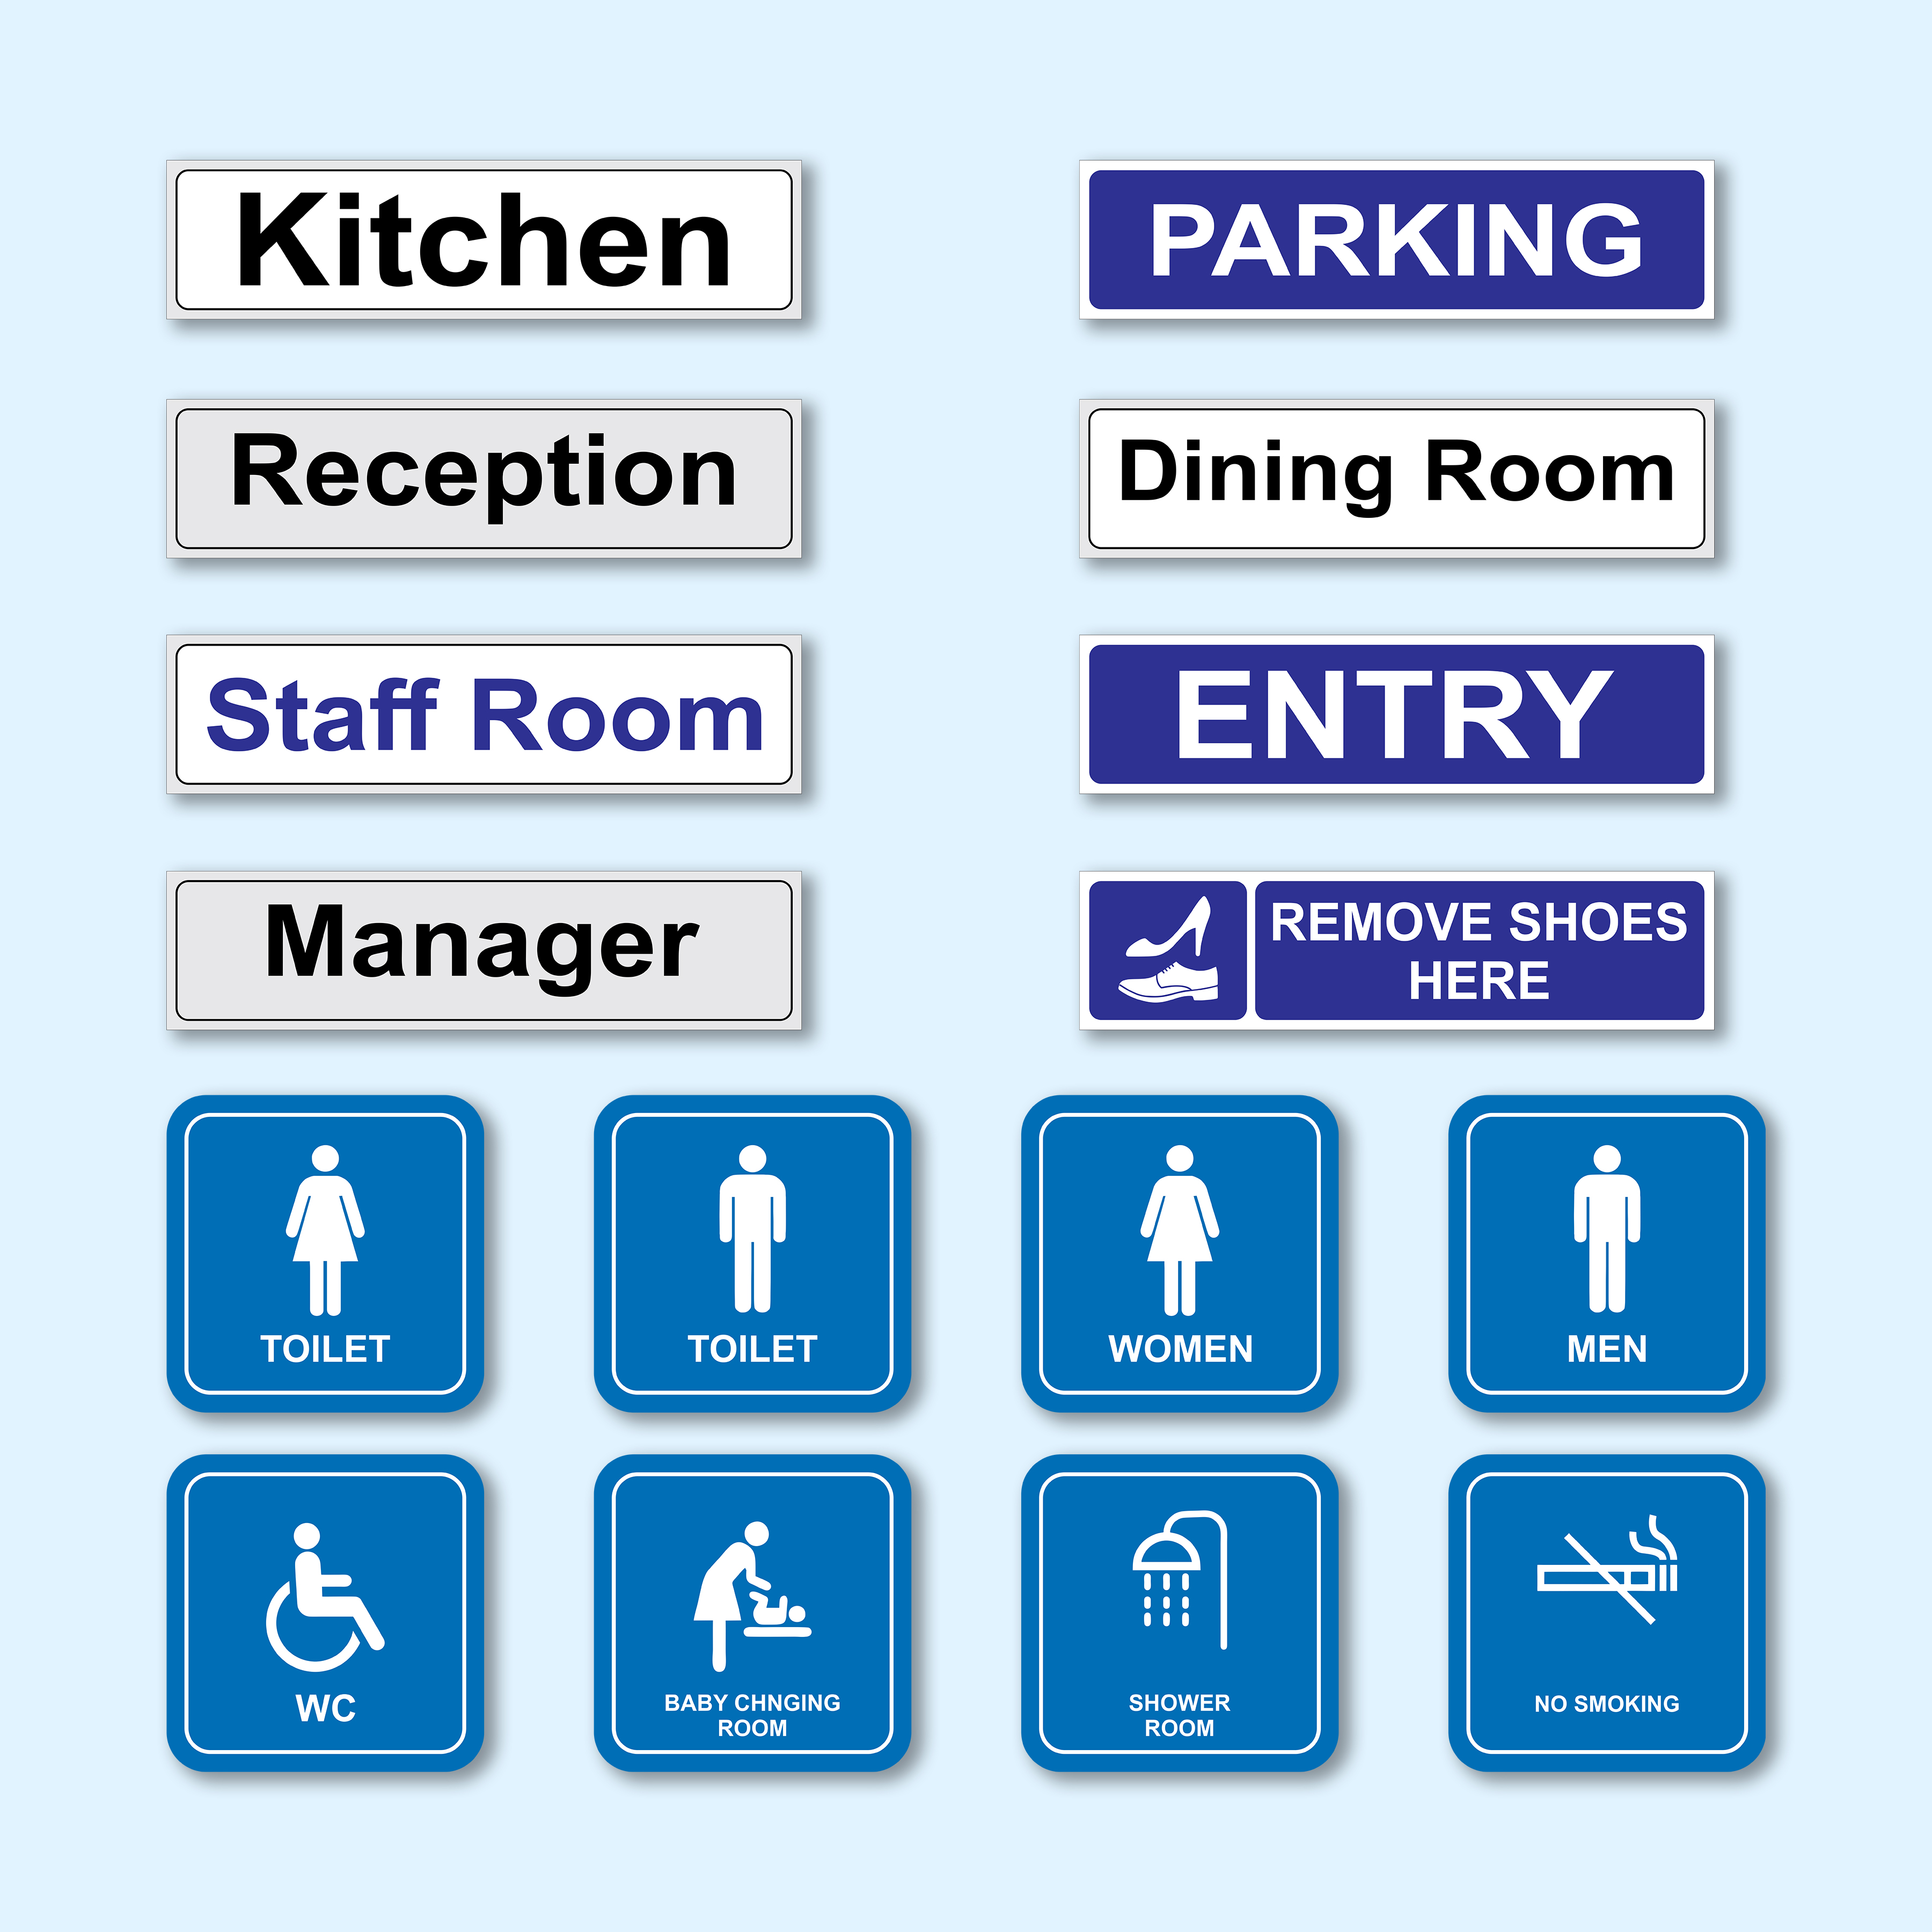 Kitchen
PARKING
Reception
Dining Room
Staff Room
ENTRY
Manager
REMOVE SHOES
HERE
TOILET
TOILET
WOMEN
MEN
WC
BABY CHNGING
ROOM
SHOWER
ROOM
NO SMOKING